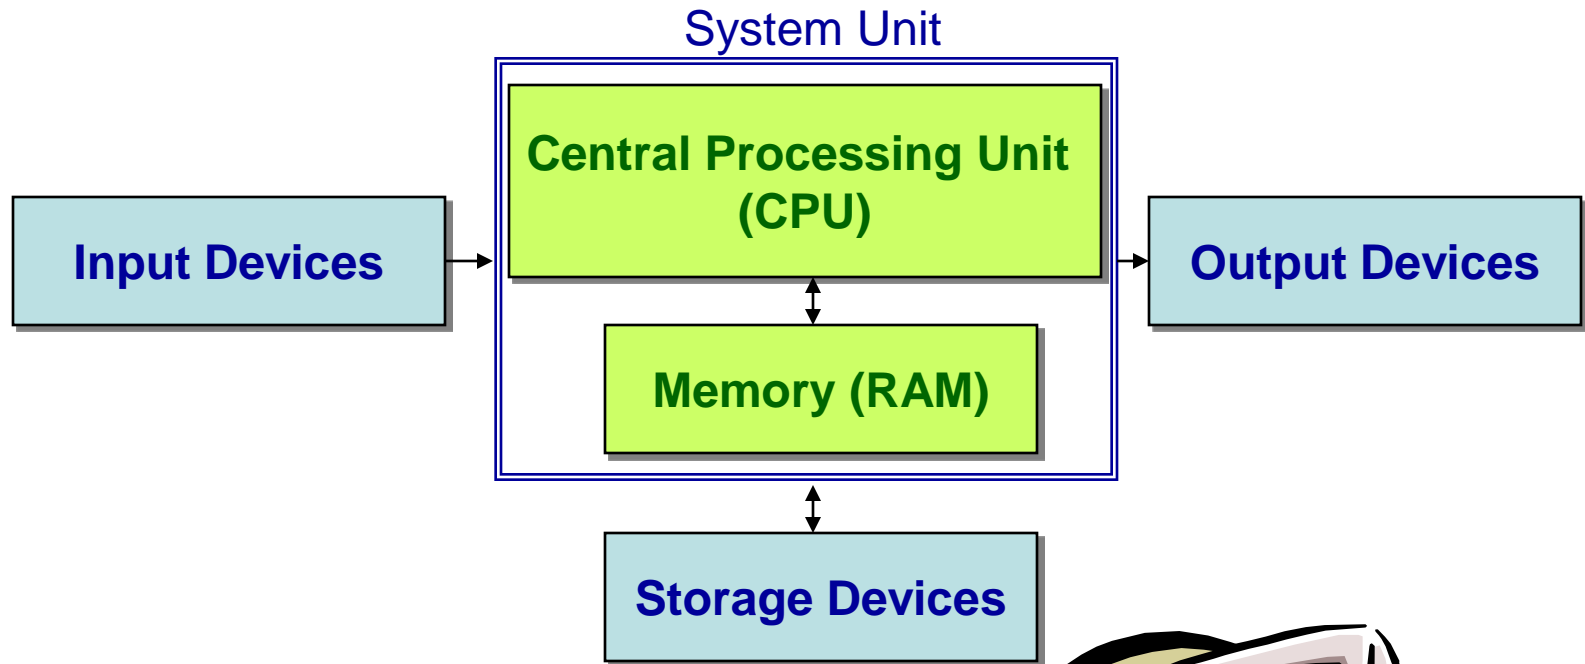 System Unit
Central Processing Unit
(CPU)
Input Devices
Output Devices
Memory (RAM)
Storage Devices